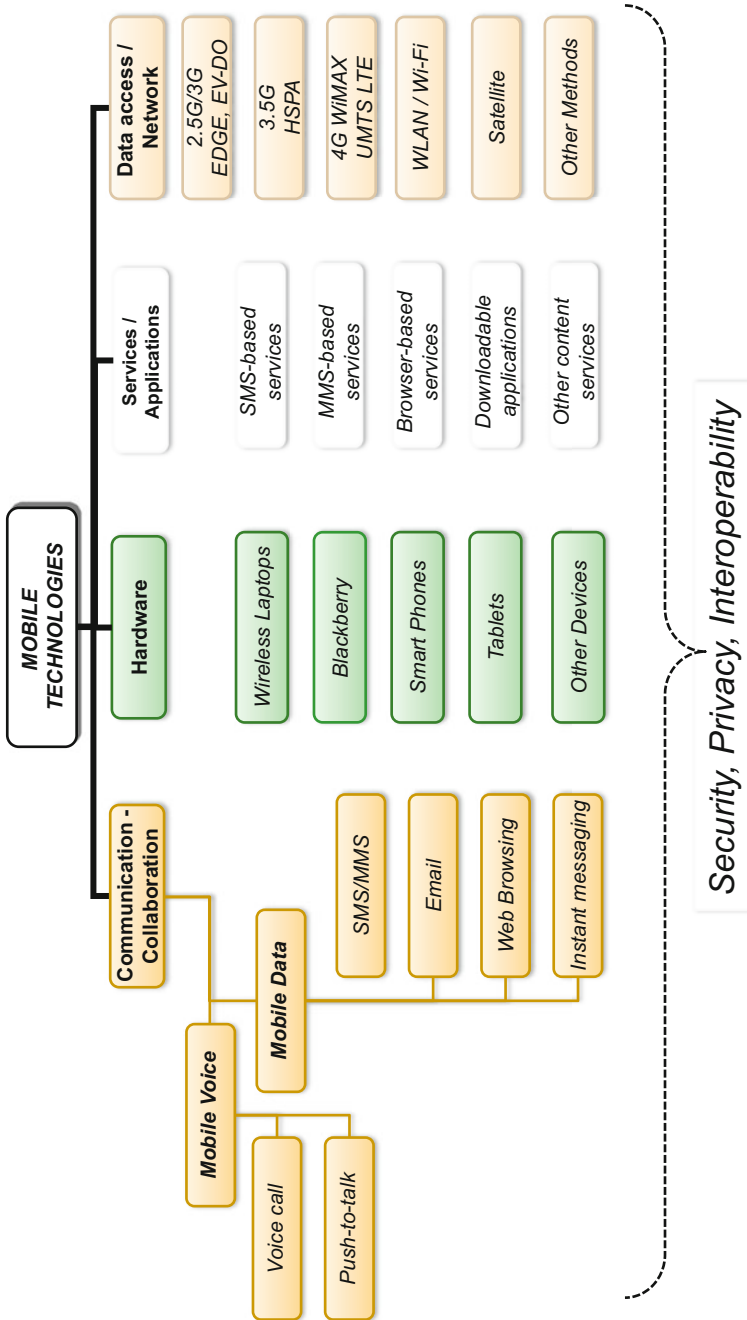 MOBILE
TECHNOLOGIES
Communication -
Collaboration
Mobile Voice
Voice call
Push-to-talk
Mobile Data
SMS/MMS
Email
Web Browsing
Instant messaging
Hardware
Wireless Laptops
Blackberry
Smart Phones
Tablets
Other Devices
Services /
Applications
SMS-based
services
MMS-based
services
Browser-based
services
Downloadable
applications
Other content
services
Data access /
Network
2.5G/3G
EDGE, EV-DO
3.5G
HSPA
4G WiMAX
UMTS LTE
WLAN / Wi-Fi
Satellite
Other Methods
Security, Privacy, Interoperability